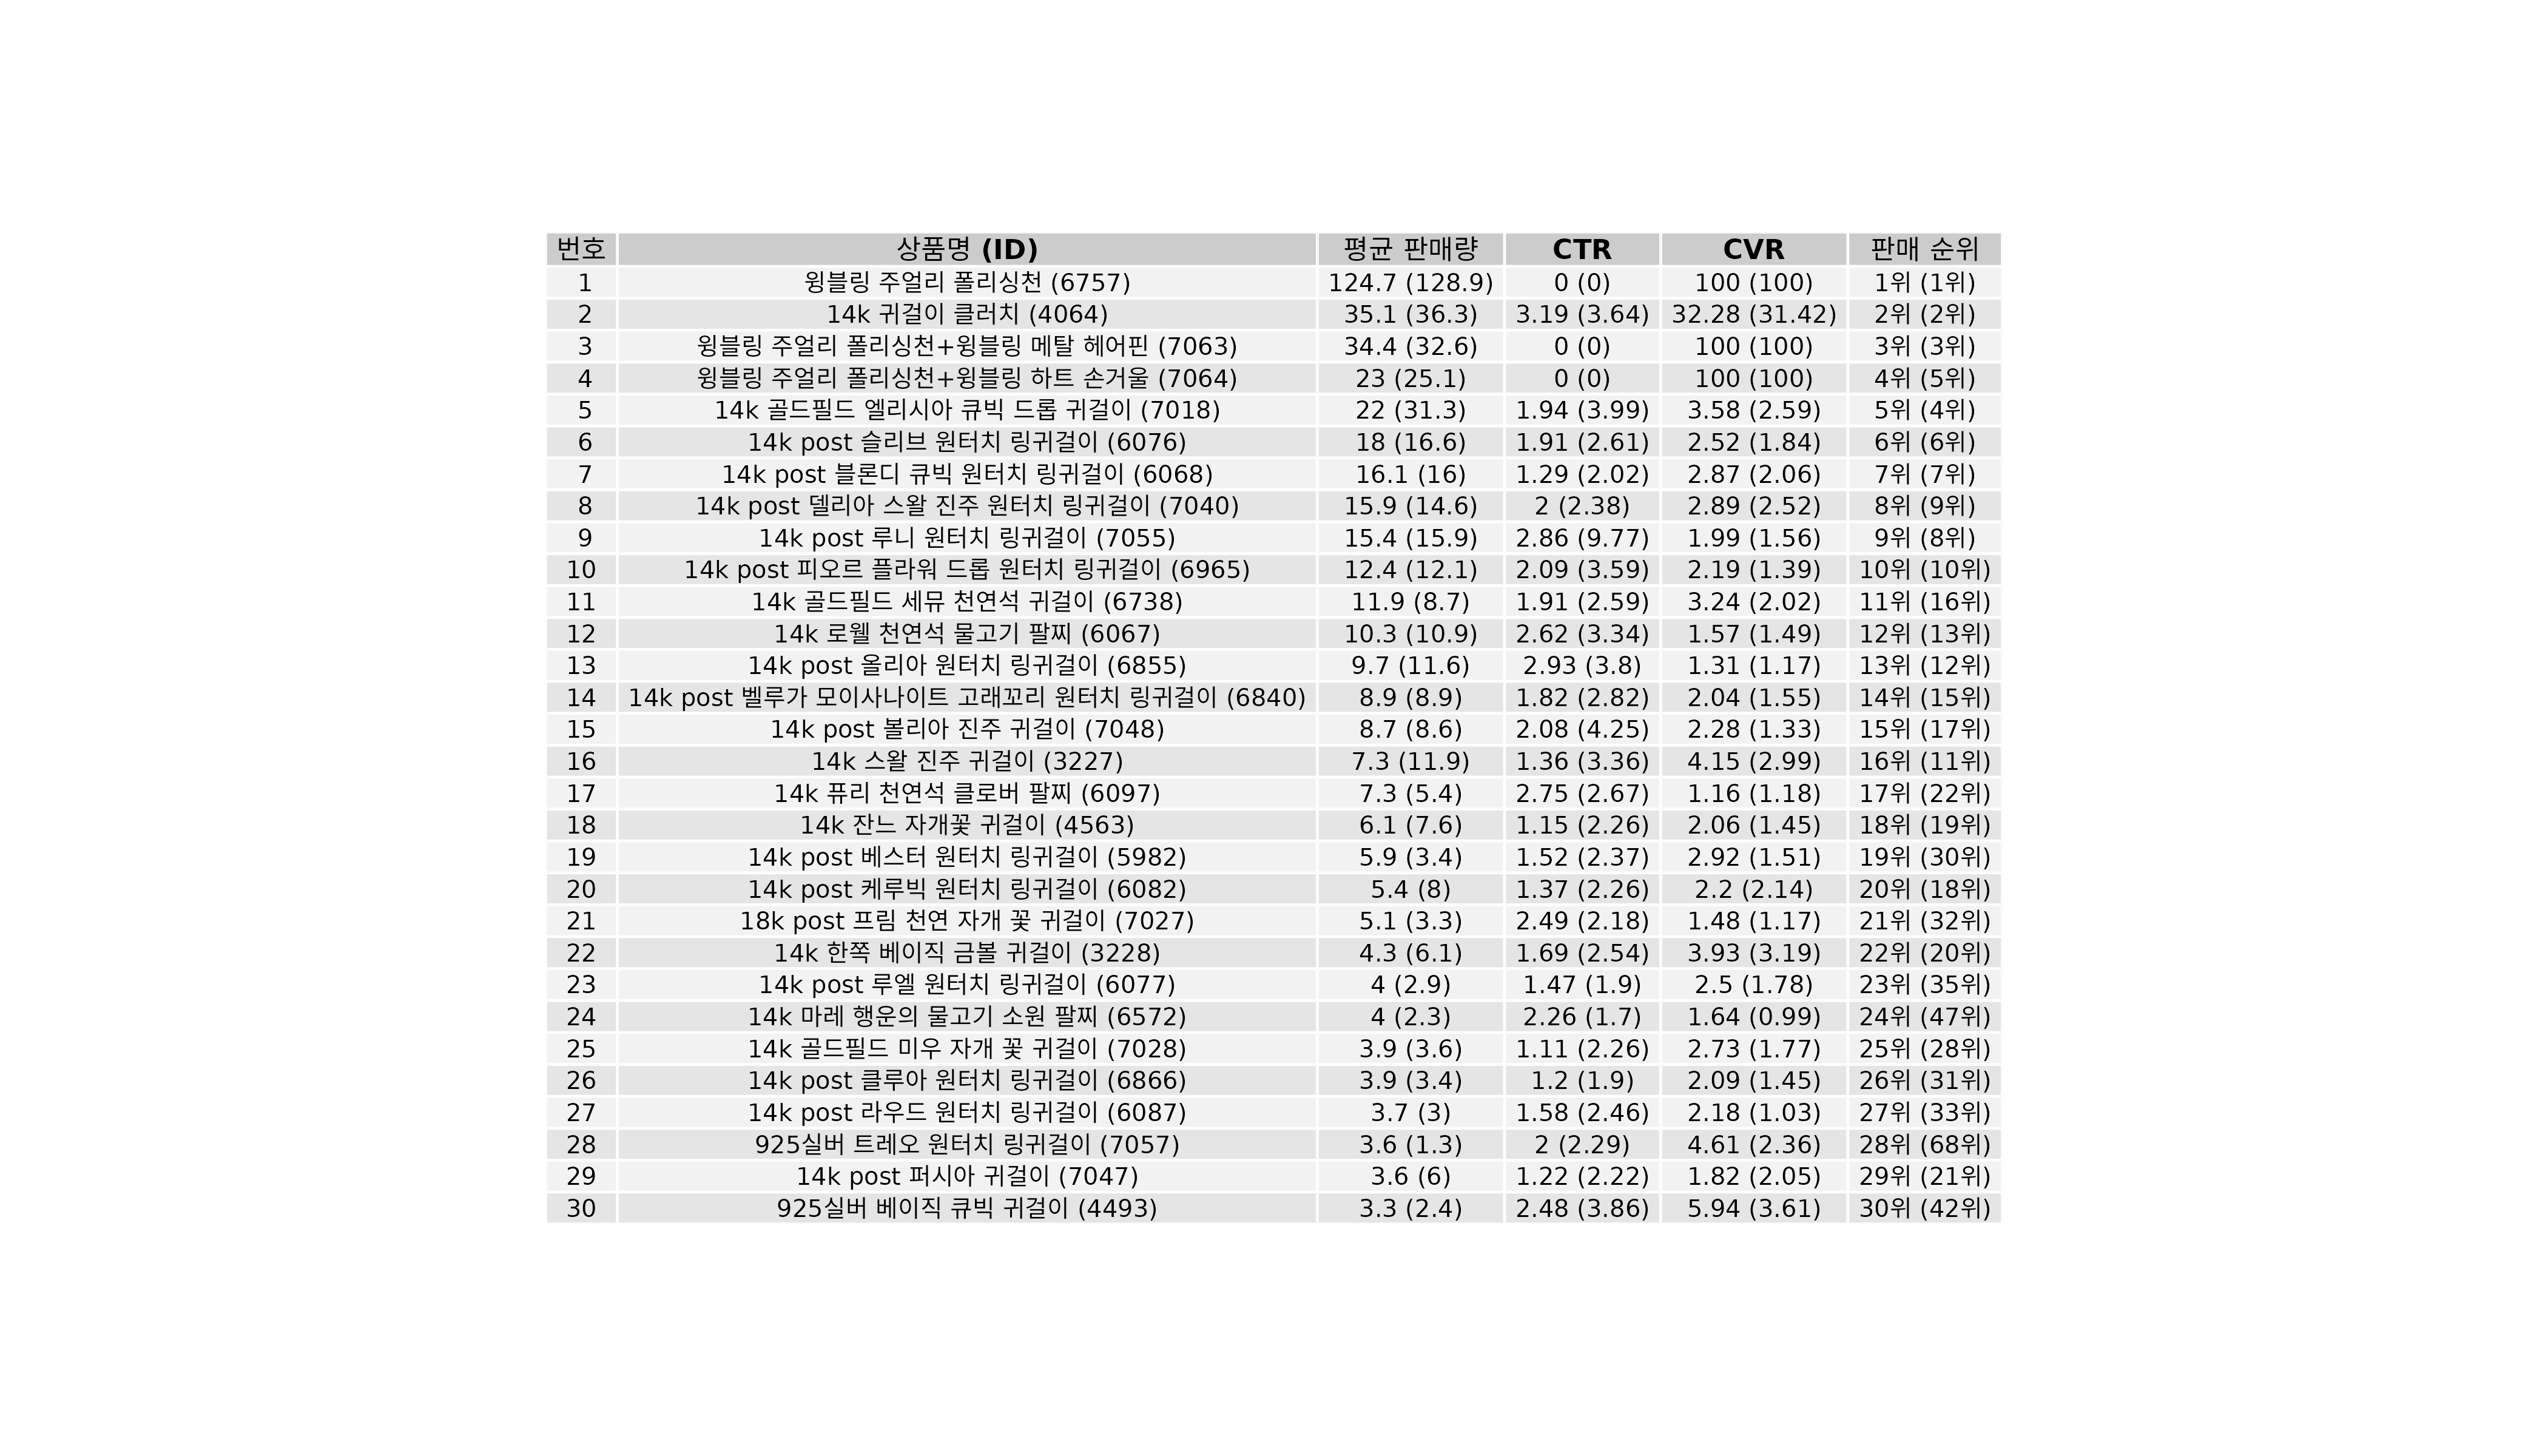 번호 상품명 (ID) 평균 판매량 CTR CVR 판매 순위
1 윙블링 주얼리 폴리싱천 (6757) 124.7 (128.9) 0 (0) 100 (100) 1위 (1위)
2 14k 귀걸이 클러치 (4064) 35.1 (36.3) 3.19 (3.64) 32.28 (31.42) 2위 (2위)
3 윙블링 주얼리 폴리싱천+윙블링 메탈 헤어핀 (7063) 34.4 (32.6) 0 (0) 100 (100) 3위 (3위)
4 윙블링 주얼리 폴리싱천+윙블링 하트 손거울 (7064) 23 (25.1) 0 (0) 100 (100) 4위 (5위)
5 14k 골드필드 엘리시아 큐빅 드롭 귀걸이 (7018) 22 (31.3) 1.94 (3.99) 3.58 (2.59) 5위 (4위)
6 14k post 슬리브 원터치 링귀걸이 (6076) 18 (16.6) 1.91 (2.61) 2.52 (1.84) 6위 (6위)
7 14k post 블론디 큐빅 원터치 링귀걸이 (6068) 16.1 (16) 1.29 (2.02) 2.87 (2.06) 7위 (7위)
8 14k post 델리아 스왈 진주 원터치 링귀걸이 (7040) 15.9 (14.6) 2 (2.38) 2.89 (2.52) 8위 (9위)
9 14k post 루니 원터치 링귀걸이 (7055) 15.4 (15.9) 2.86 (9.77) 1.99 (1.56) 9위 (8위)
10 14k post 피오르 플라워 드롭 원터치 링귀걸이 (6965) 12.4 (12.1) 2.09 (3.59) 2.19 (1.39) 10위 (10위)
11 14k 골드필드 세뮤 천연석 귀걸이 (6738) 11.9 (8.7) 1.91 (2.59) 3.24 (2.02) 11위 (16위)
12 14k 로웰 천연석 물고기 팔찌 (6067) 10.3 (10.9) 2.62 (3.34) 1.57 (1.49) 12위 (13위)
13 14k post 올리아 원터치 링귀걸이 (6855) 9.7 (11.6) 2.93 (3.8) 1.31 (1.17) 13위 (12위)
14 14k post 벨루가 모이사나이트 고래꼬리 원터치 링귀걸이 (6840) 8.9 (8.9) 1.82 (2.82) 2.04 (1.55) 14위 (15위)
15 14k post 볼리아 진주 귀걸이 (7048) 8.7 (8.6) 2.08 (4.25) 2.28 (1.33) 15위 (17위)
16 14k 스왈 진주 귀걸이 (3227) 7.3 (11.9) 1.36 (3.36) 4.15 (2.99) 16위 (11위)
17 14k 퓨리 천연석 클로버 팔찌 (6097) 7.3 (5.4) 2.75 (2.67) 1.16 (1.18) 17위 (22위)
18 14k 잔느 자개꽃 귀걸이 (4563) 6.1 (7.6) 1.15 (2.26) 2.06 (1.45) 18위 (19위)
19 14k post 베스터 원터치 링귀걸이 (5982) 5.9 (3.4) 1.52 (2.37) 2.92 (1.51) 19위 (30위)
20 14k post 케루빅 원터치 링귀걸이 (6082) 5.4 (8) 1.37 (2.26) 2.2 (2.14) 20위 (18위)
21 18k post 프림 천연 자개 꽃 귀걸이 (7027) 5.1 (3.3) 2.49 (2.18) 1.48 (1.17) 21위 (32위)
22 14k 한쪽 베이직 금볼 귀걸이 (3228) 4.3 (6.1) 1.69 (2.54) 3.93 (3.19) 22위 (20위)
23 14k post 루엘 원터치 링귀걸이 (6077) 4 (2.9) 1.47 (1.9) 2.5 (1.78) 23위 (35위)
24 14k 마레 행운의 물고기 소원 팔찌 (6572) 4 (2.3) 2.26 (1.7) 1.64 (0.99) 24위 (47위)
25 14k 골드필드 미우 자개 꽃 귀걸이 (7028) 3.9 (3.6) 1.11 (2.26) 2.73 (1.77) 25위 (28위)
26 14k post 클루아 원터치 링귀걸이 (6866) 3.9 (3.4) 1.2 (1.9) 2.09 (1.45) 26위 (31위)
27 14k post 라우드 원터치 링귀걸이 (6087) 3.7 (3) 1.58 (2.46) 2.18 (1.03) 27위 (33위)
28 925실버 트레오 원터치 링귀걸이 (7057) 3.6 (1.3) 2 (2.29) 4.61 (2.36) 28위 (68위)
29 14k post 퍼시아 귀걸이 (7047) 3.6 (6) 1.22 (2.22) 1.82 (2.05) 29위 (21위)
30 925실버 베이직 큐빅 귀걸이 (4493) 3.3 (2.4) 2.48 (3.86) 5.94 (3.61) 30위 (42위)